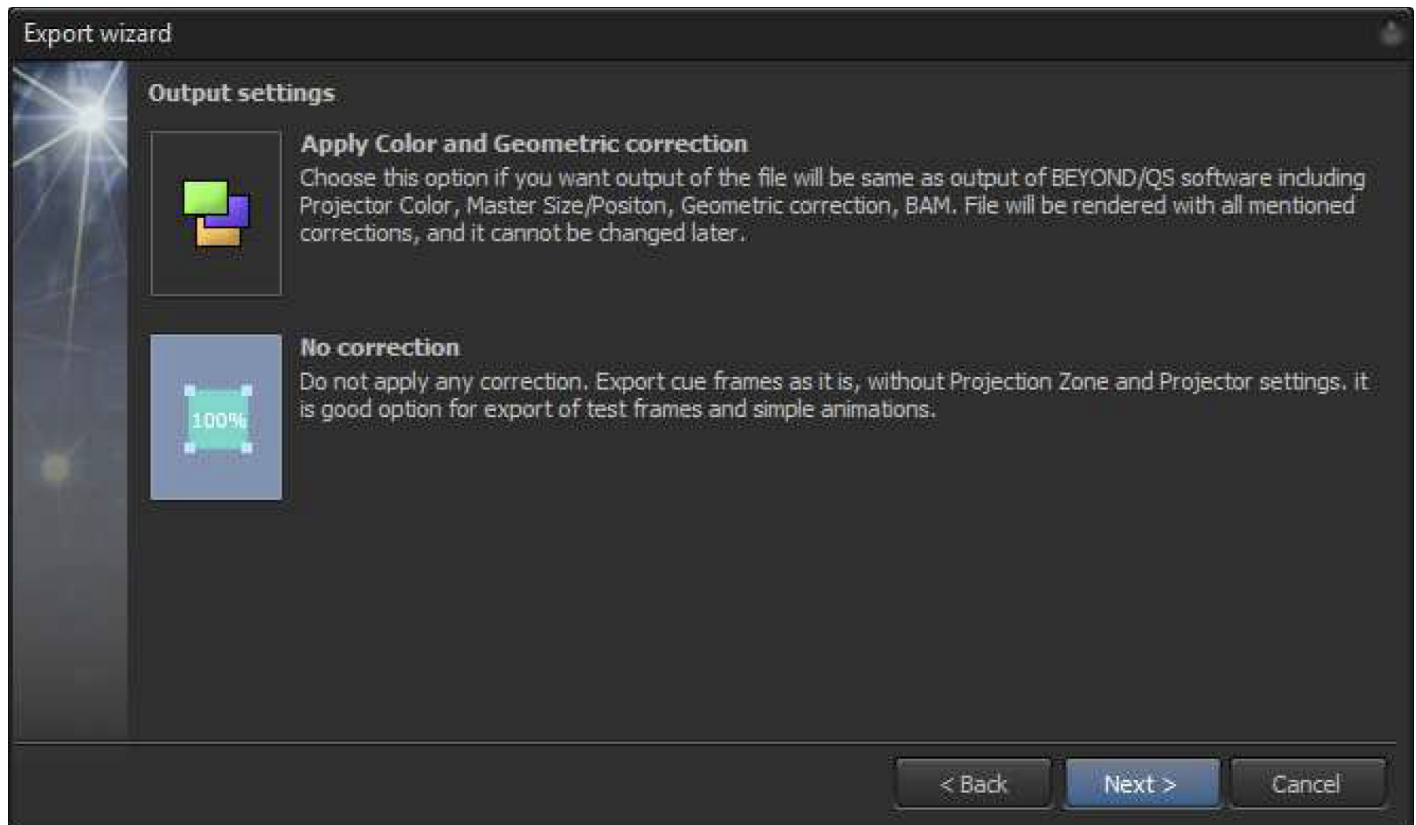 Export wizard
Output settings
Apply Color and Geometric correction
Choose this option if you want output of the file will be same as output of BEYOND/QS software including
Projector Color, Master Size/Positon, Geometric correction, BAM. File will be rendered with all mentioned
corrections, and it cannot be changed later.
100%
No correction
Do not apply any correction. Export cue frames as it is, without Projection Zone and Projector settings. it
is good option for export of test frames and simple animations.
< Back
Next >
Cancel